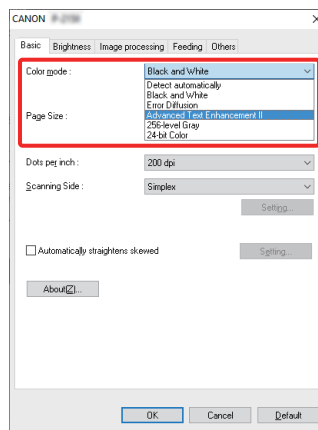 CANON
Basic Brightness Image processing Feeding Others
Color mode : Black and White
Detect automatically
Black and White
Error Diffusion
Page Size : Advanced Text Enhancement II
256-level Gray
24-bit Color
Dots per inch : 200 dpi
Scanning Side : Simplex
Setting...
Automatically straightens skewed Setting...
About(Z)...
OK Cancel Default